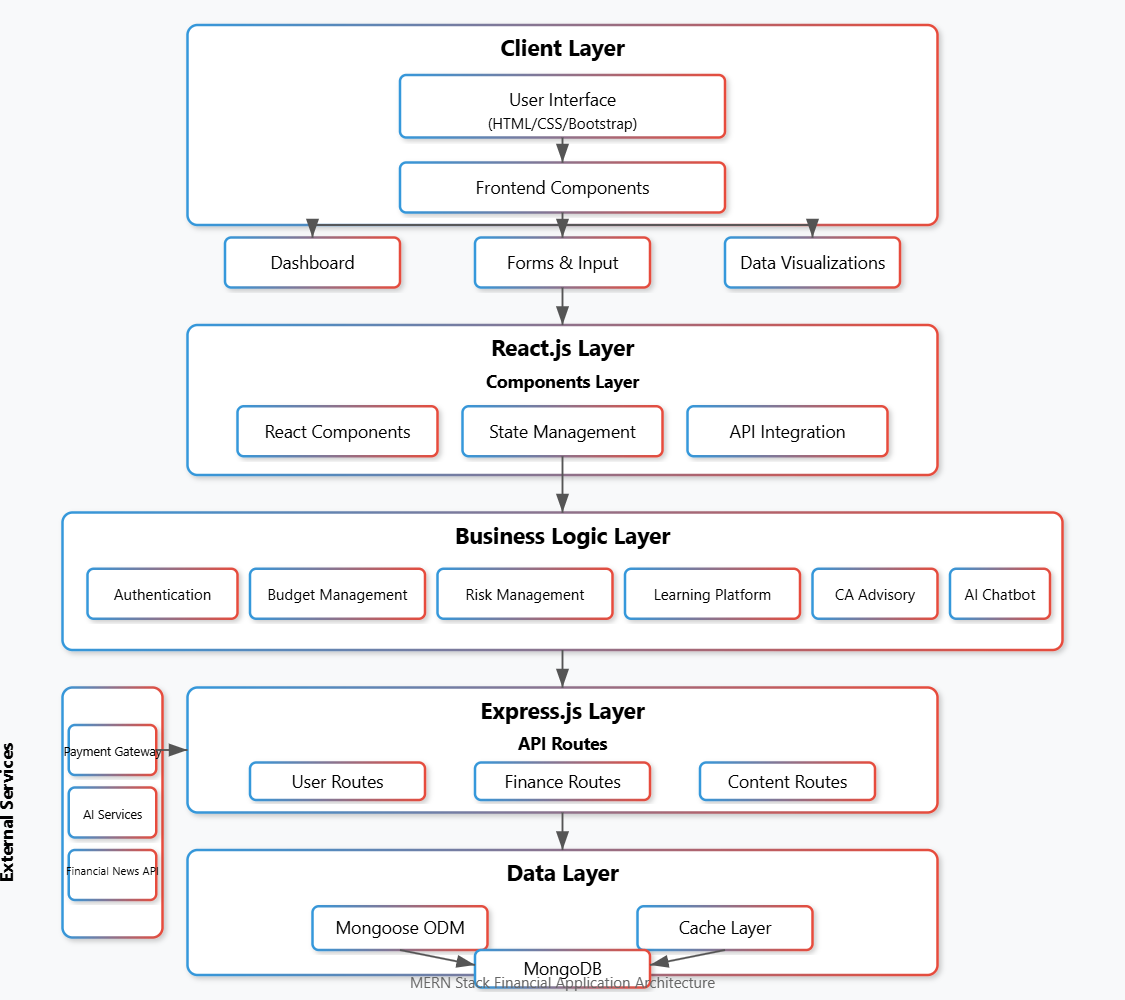 Client Layer
User Interface
(HTML/CSS/Bootstrap)
Frontend Components
Dashboard
Forms & Input
Data Visualizations
React.js Layer
Components Layer
React Components
State Management
API Integration
Business Logic Layer
Authentication
Budget Management
Risk Management
Learning Platform
CA Advisory
AI Chatbot
External Services
Payment Gateway
AI Services
Financial News API
Express.js Layer
API Routes
User Routes
Finance Routes
Content Routes
Data Layer
Mongoose ODM
Cache Layer
MongoDB
MERN Stack Financial Application Architecture